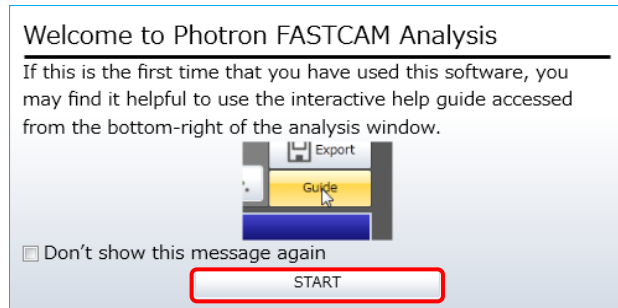 Welcome to Photron FASTCAM Analysis
If this is the first time that you have used this software, you
may find it helpful to use the interactive help guide accessed
from the bottom-right of the analysis window.
Export
Guide
Don't show this message again
START